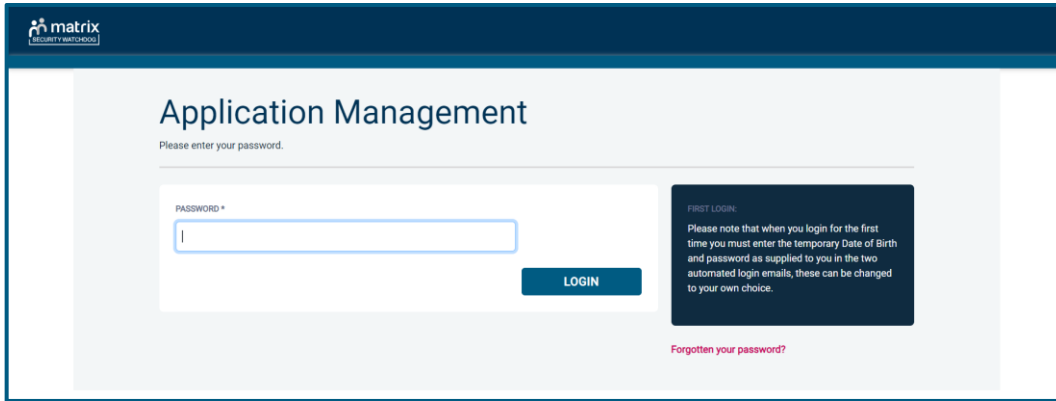 matrix
SECURITY WATCHDOG
Application Management
Please enter your password.
PASSWORD *
LOGIN
FIRST LOGIN:
Please note that when you login for the first
time you must enter the temporary Date of Birth
and password as supplied to you in the two
automated login emails, these can be changed
to your own choice.
Forgotten your password?